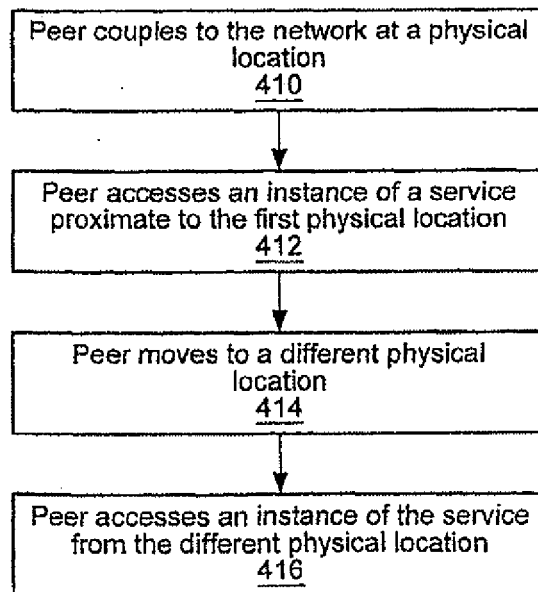 Peer couples to the network at a physical
location
410
Peer accesses an instance of a service
proximate to the first physical location
412
Peer moves to a different physical
location
414
Peer accesses an instance of the service
from the different physical location
416